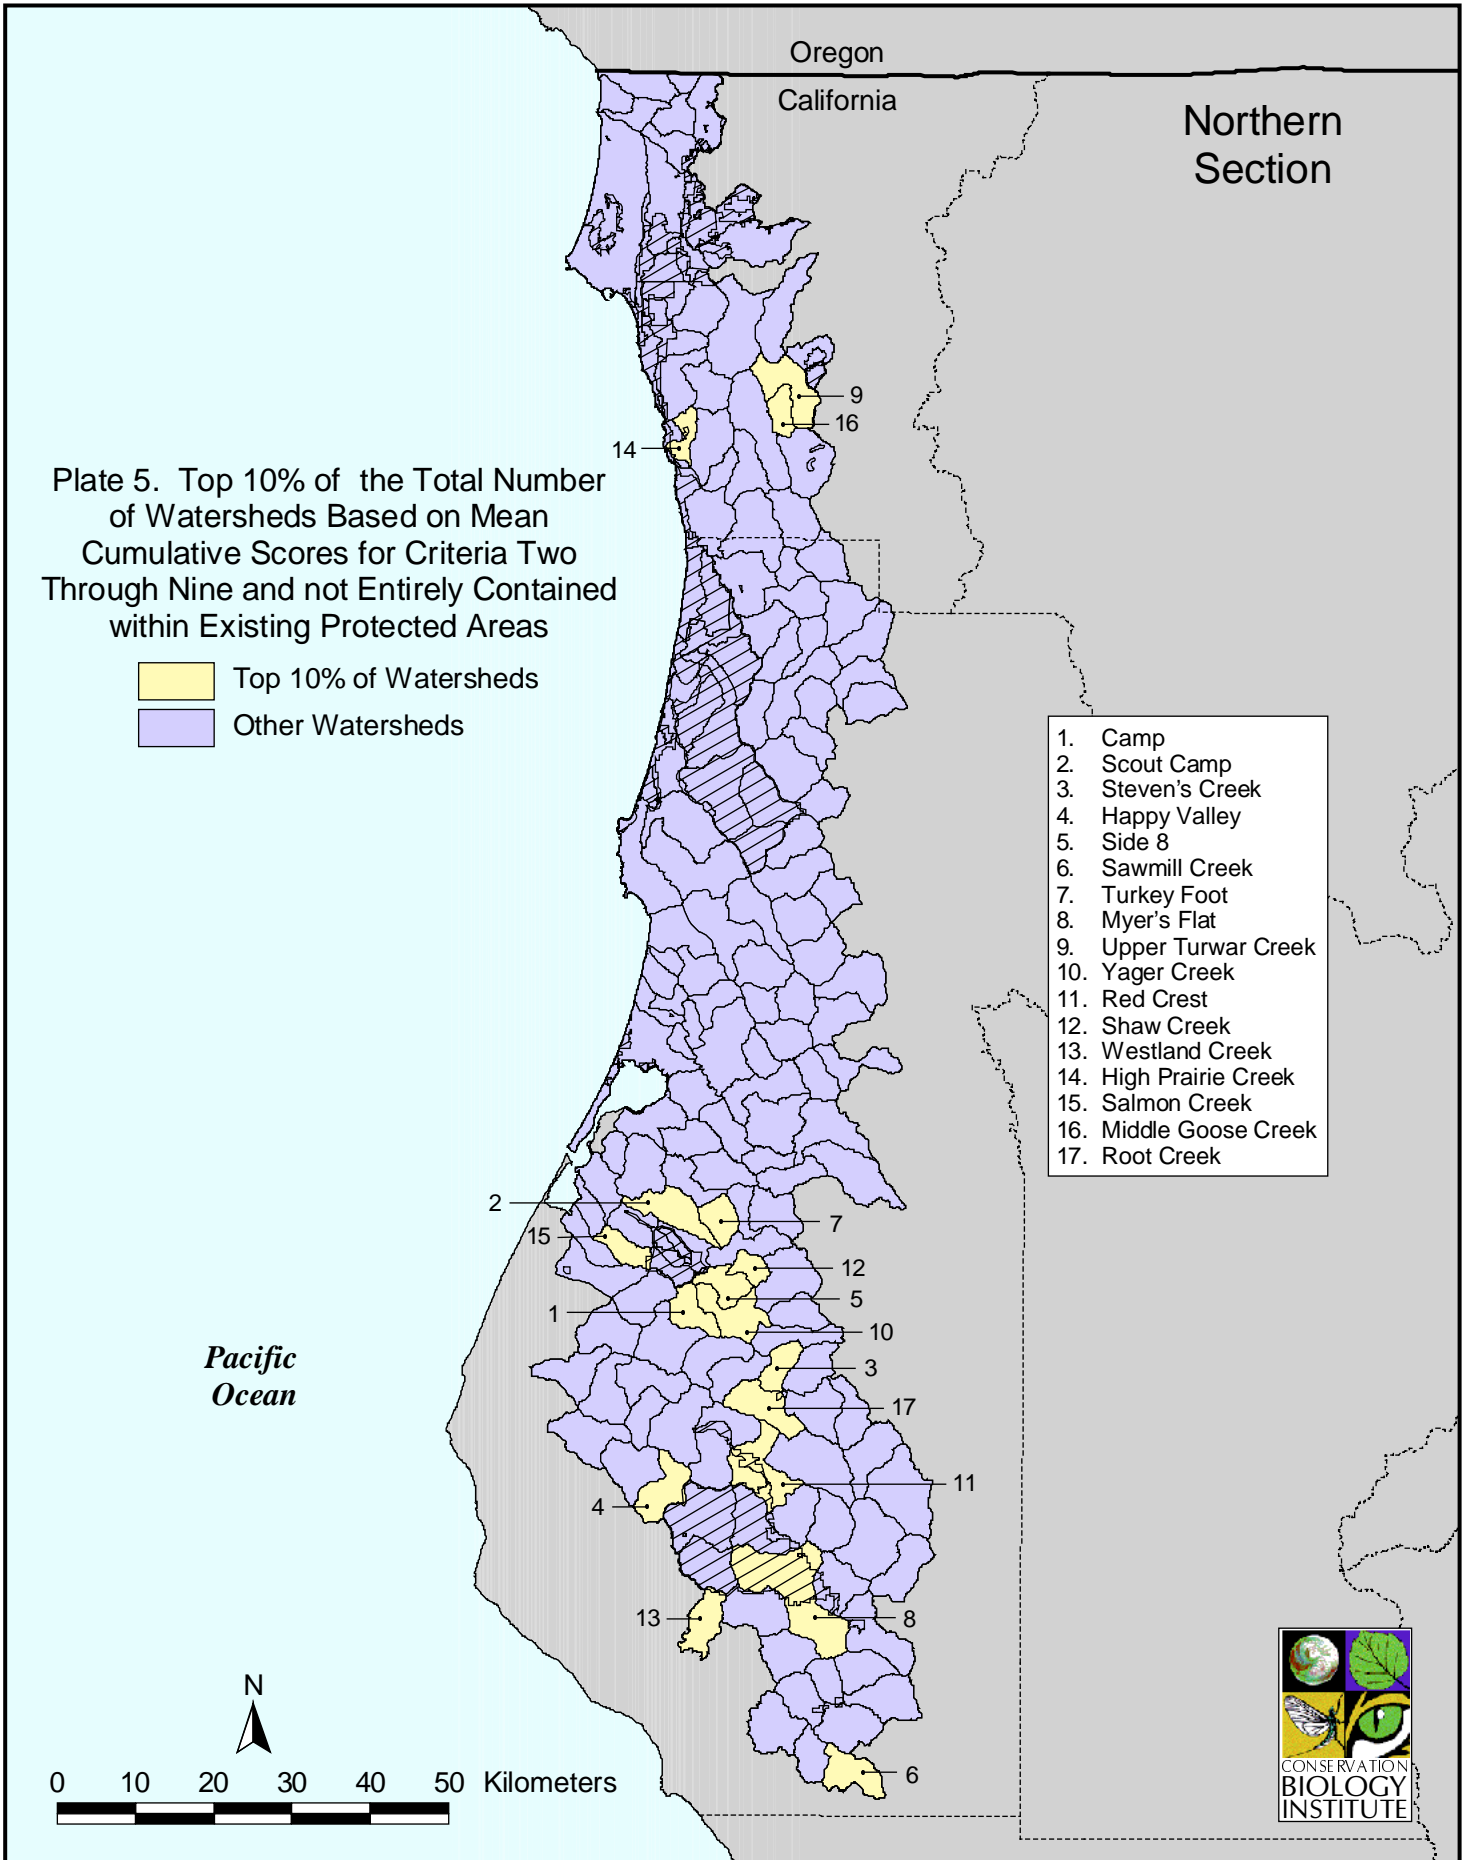 Oregon
California
Northern
Section
9
16
14
Plate 5. Top 10% of the Total Number
of Watersheds Based on Mean
Cumulative Scores for Criteria Two
Through Nine and not Entirely Contained
within Existing Protected Areas
Top 10% of Watersheds
Other Watersheds
1. Camp
2. Scout Camp
3. Steven's Creek
4. Happy Valley
5. Side 8
6. Sawmill Creek
7. Turkey Foot
8. Myer's Flat
9. Upper Turwar Creek
10. Yager Creek
11. Red Crest
12. Shaw Creek
13. Westland Creek
14. High Prairie Creek
15. Salmon Creek
16. Middle Goose Creek
17. Root Creek
2
7
15
12
5
1
10
Pacific
Ocean
3
17
11
4
13
8
6
N
0 10 20 30 40 50 Kilometers
CONSERVATION
BIOLOGY
INSTITUTE